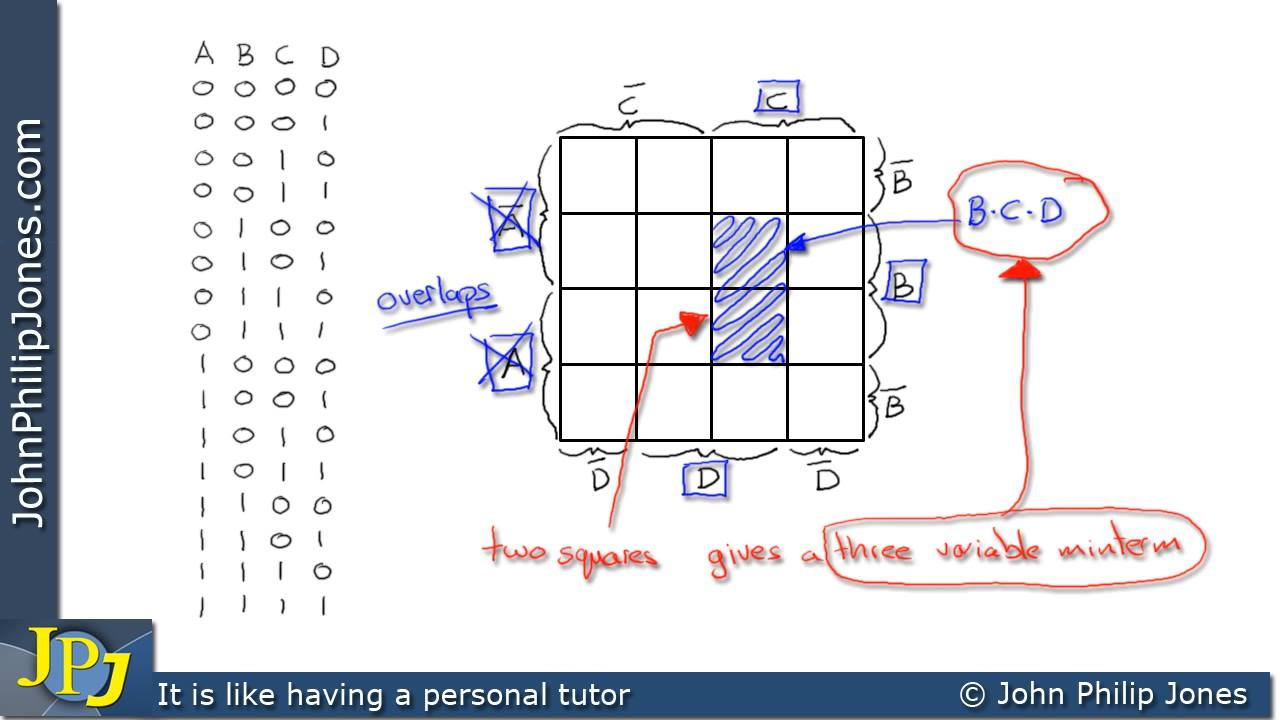 JohnPhilipJones.com
A B C D
0 0 0 0
0 0 0 1
0 0 1 0
0 0 1 1
0 1 0 0
0 1 0 1
0 1 1 0
0 1 1 1
1 0 0 0
1 0 0 1
1 0 1 0
1 0 1 1
1 1 0 0
1 1 0 1
1 1 1 0
1 1 1 1
C̅ C
A̅
overlaps
A
B̅
B
B̅
D̅ D D̅
B·C·D
two squares gives a three variable minterm
JPJ
It is like having a personal tutor
© John Philip Jones